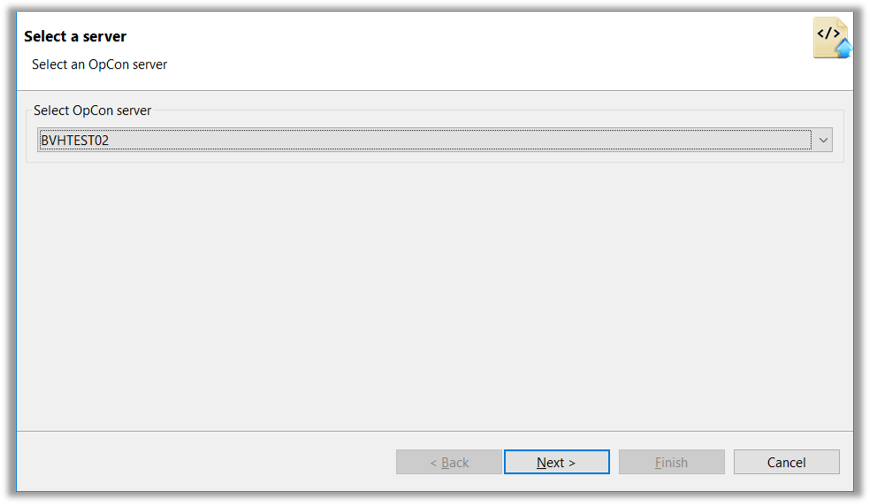 Select a server
</>
Select an OpCon server
Select OpCon server
BVHTEST02
< Back
Next >
Finish
Cancel